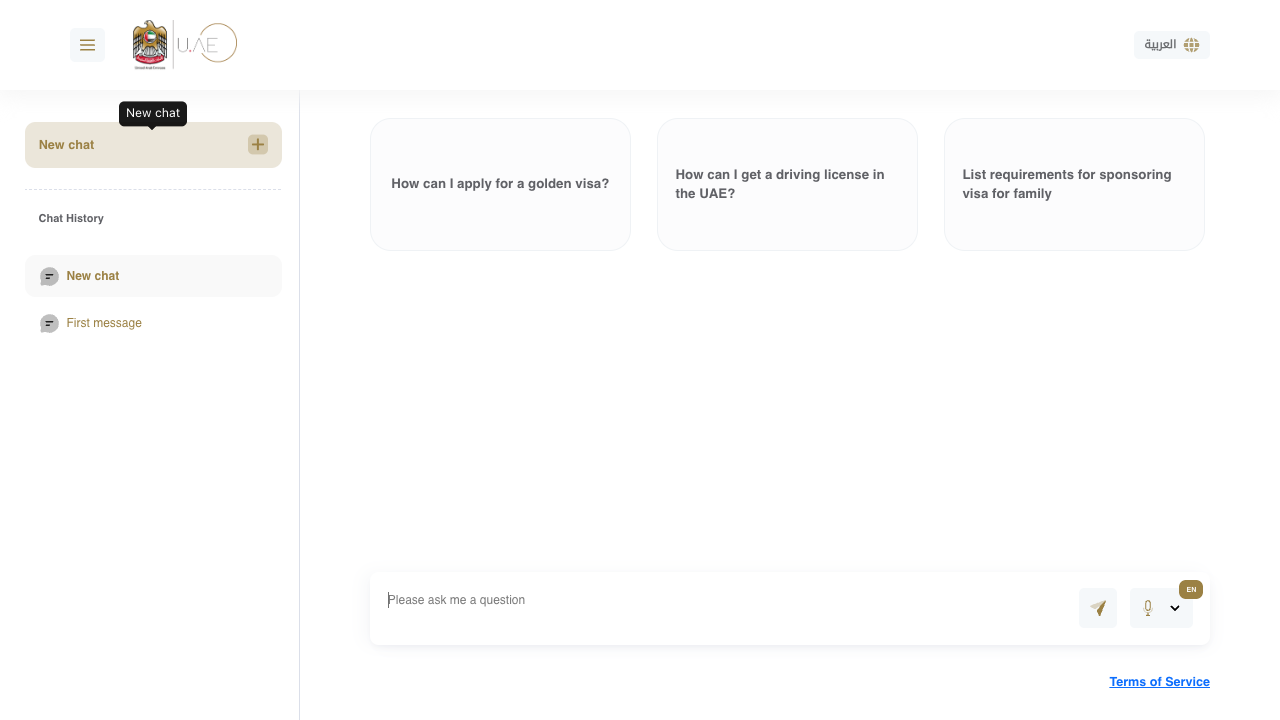 U.AE
العربية
New chat
New chat
Chat History
New chat
First message
How can I apply for a golden visa?
How can I get a driving license in
the UAE?
List requirements for sponsoring
visa for family
Please ask me a question
EN
Terms of Service